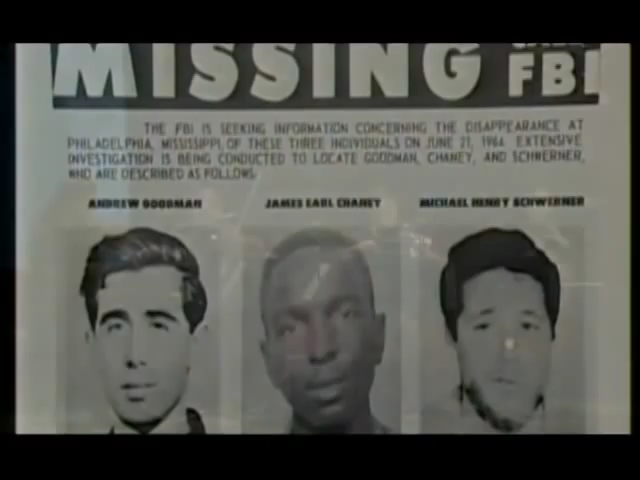 MISSING
CALL
FBI
THE FBI IS SEEKING INFORMATION CONCERNING THE DISAPPEARANCE AT
PHILADELPHIA, MISSISSIPPI, OF THESE THREE INDIVIDUALS ON JUNE 21, 1964. EXTENSIVE
INVESTIGATION IS BEING CONDUCTED TO LOCATE GOODMAN, CHANEY, AND SCHWERNER,
WHO ARE DESCRIBED AS FOLLOWS:
ANDREW GOODMAN JAMES EARL CHANEY MICHAEL HENRY SCHWERNER